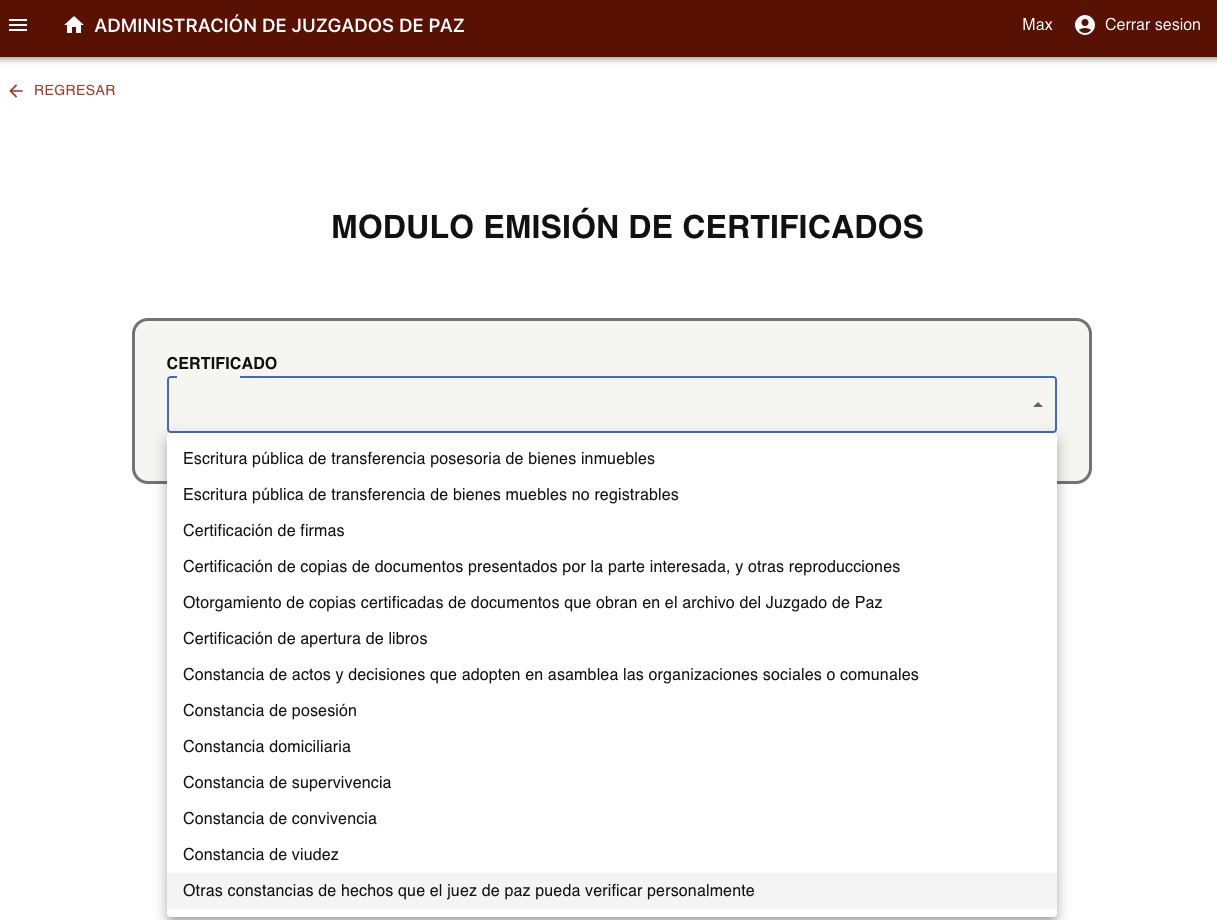 ADMINISTRACIÓN DE JUZGADOS DE PAZ
Max
Cerrar sesion
REGRESAR
MODULO EMISIÓN DE CERTIFICADOS
CERTIFICADO
Escritura pública de transferencia posesoria de bienes inmuebles
Escritura pública de transferencia de bienes muebles no registrables
Certificación de firmas
Certificación de copias de documentos presentados por la parte interesada, y otras reproducciones
Otorgamiento de copias certificadas de documentos que obran en el archivo del Juzgado de Paz
Certificación de apertura de libros
Constancia de actos y decisiones que adopten en asamblea las organizaciones sociales o comunales
Constancia de posesión
Constancia domiciliaria
Constancia de supervivencia
Constancia de convivencia
Constancia de viudez
Otras constancias de hechos que el juez de paz pueda verificar personalmente